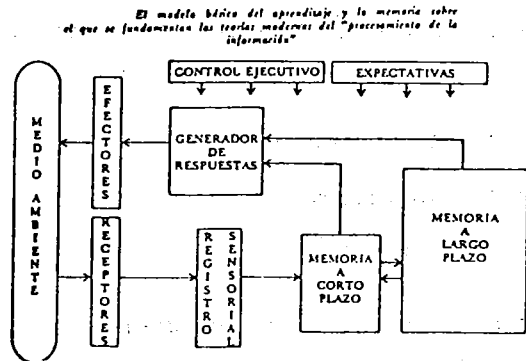 El modelo básico del aprendizaje y la memoria sobre
el que se fundamentan las teorías modernas del "procesamiento de la
información"
CONTROL EJECUTIVO
EXPECTATIVAS
MEDIO AMBIENTE
EFECTORES
GENERADOR
DE
RESPUESTAS
RECEPTORES
REGISTRO
SENSORIAL
MEMORIA
A
CORTO
PLAZO
MEMORIA
A
LARGO
PLAZO